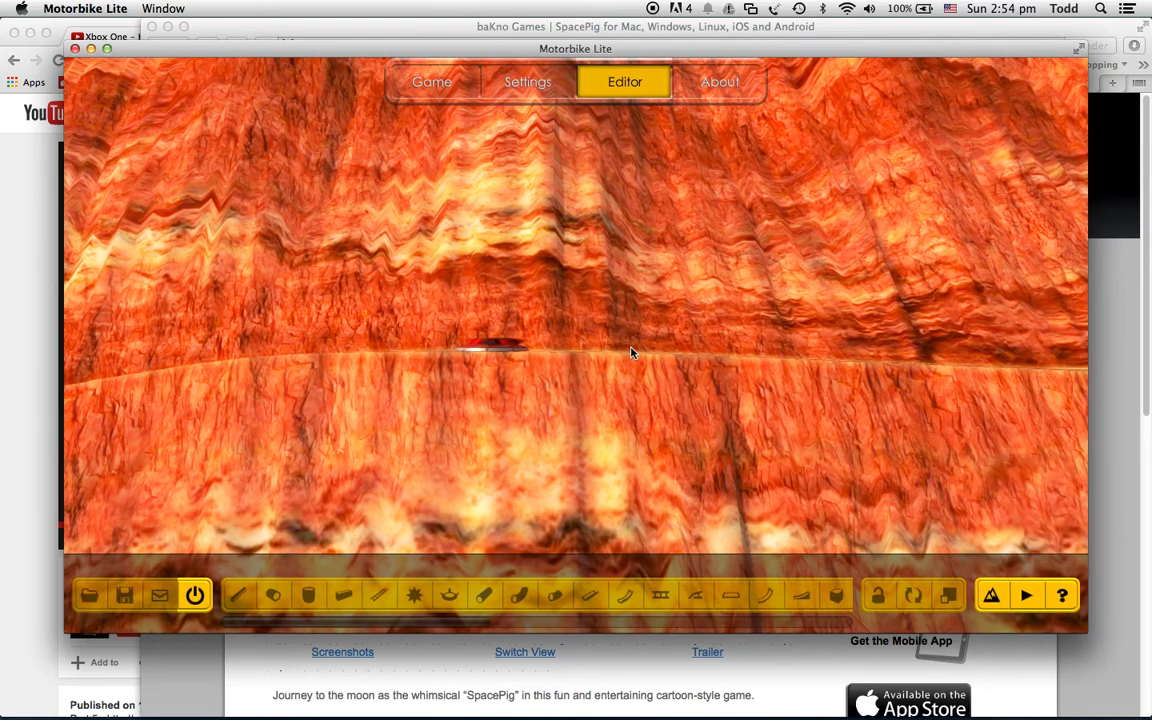 Motorbike Lite Window 4 100% Sun 2:54 pm Todd
Xbox One –
baKno Games | SpacePig for Mac, Windows, Linux, iOS and Android
Motorbike Lite
Apps
Game Settings Editor About
You
?
Get the Mobile App
Screenshots Switch View Trailer
Add to
Journey to the moon as the whimsical "SpacePig" in this fun and entertaining cartoon-style game.
Published on
Available on the
App Store